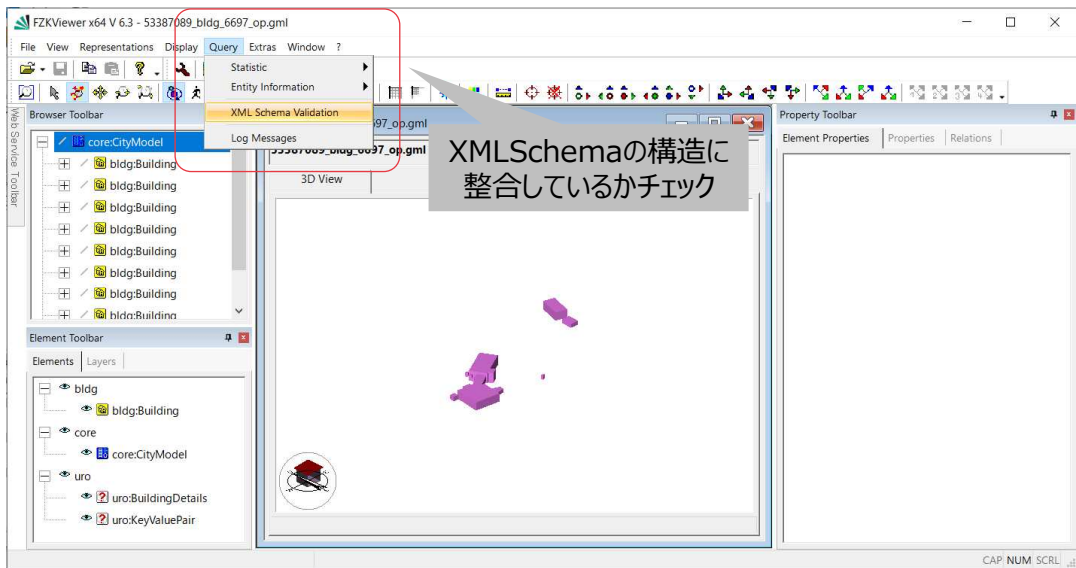 FZKViewer x64 V 6.3 - 53387089_bldg_6697_op.gml
File View Representations Display Query Extras Window ?
Statistic
Entity Information
XML Schema Validation
Log Messages
Web Service Toolbar
Browser Toolbar
core:CityModel
bldg:Building
bldg:Building
bldg:Building
bldg:Building
bldg:Building
bldg:Building
bldg:Building
bldg:Building
53387089_bldg_6697_op.gml
3D View
XMLSchemaの構造に
整合しているかチェック
Property Toolbar
Element Properties Properties Relations
Element Toolbar
Elements Layers
bldg
bldg:Building
core
core:CityModel
uro
uro:BuildingDetails
uro:KeyValuePair
CAP NUM SCRL